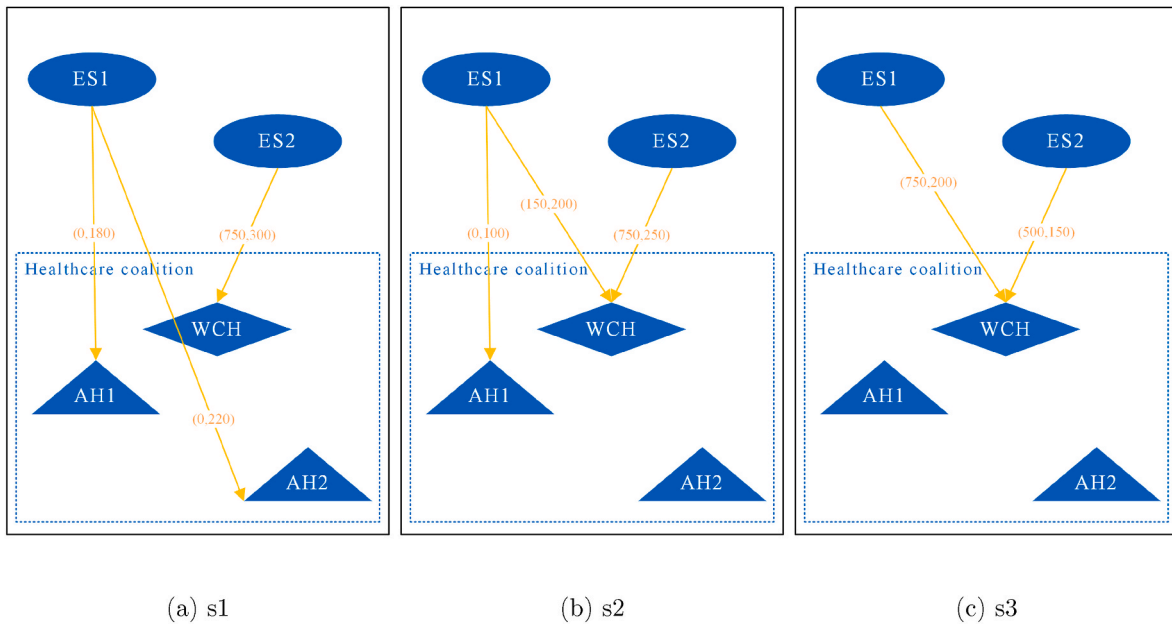 ES1
ES2
(0,180)
(750,300)
Healthcare coalition
WCH
AH1
(0,220)
AH2
(a) s1
ES1
ES2
(150,200)
(0,100)
(750,250)
Healthcare coalition
WCH
AH1
AH2
(b) s2
ES1
ES2
(750,200)
(500,150)
Healthcare coalition
WCH
AH1
AH2
(c) s3